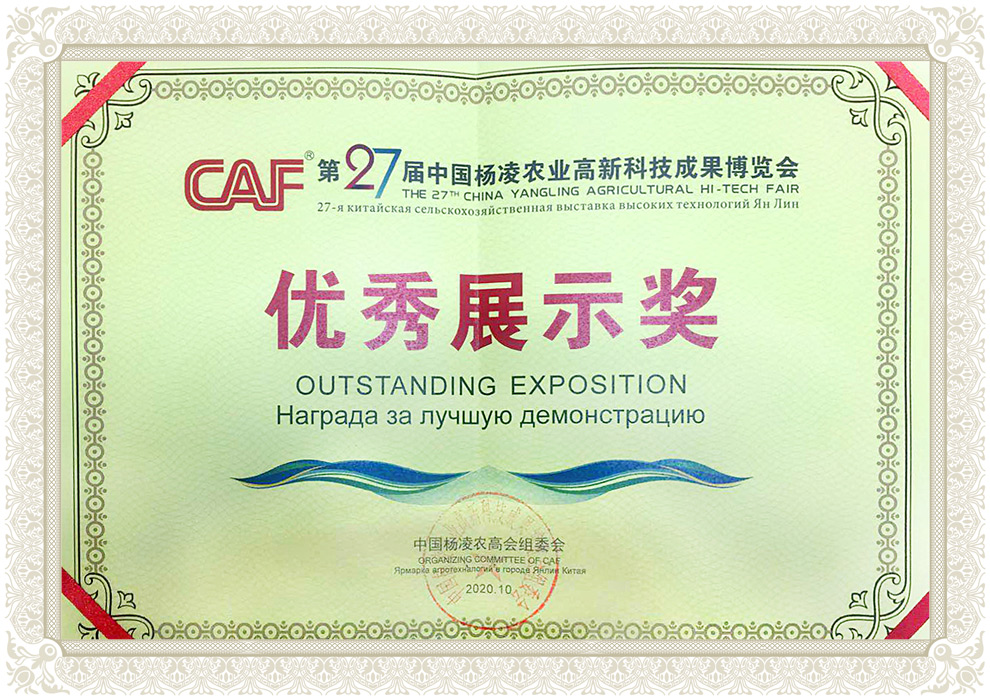 CAF® 第27届中国杨凌农业高新科技成果博览会
THE 27TH CHINA YANGLING AGRICULTURAL HI-TECH FAIR
27-я китайская сельскохозяйственная выставка высоких технологий Ян Лин
优秀展示奖
OUTSTANDING EXPOSITION
Награда за лучшую демонстрацию
中国杨凌农高会组委会
ORGANIZING COMMITTEE OF CAF
Ярмарка агротехналогий в городе Янлин Китая
2020.10